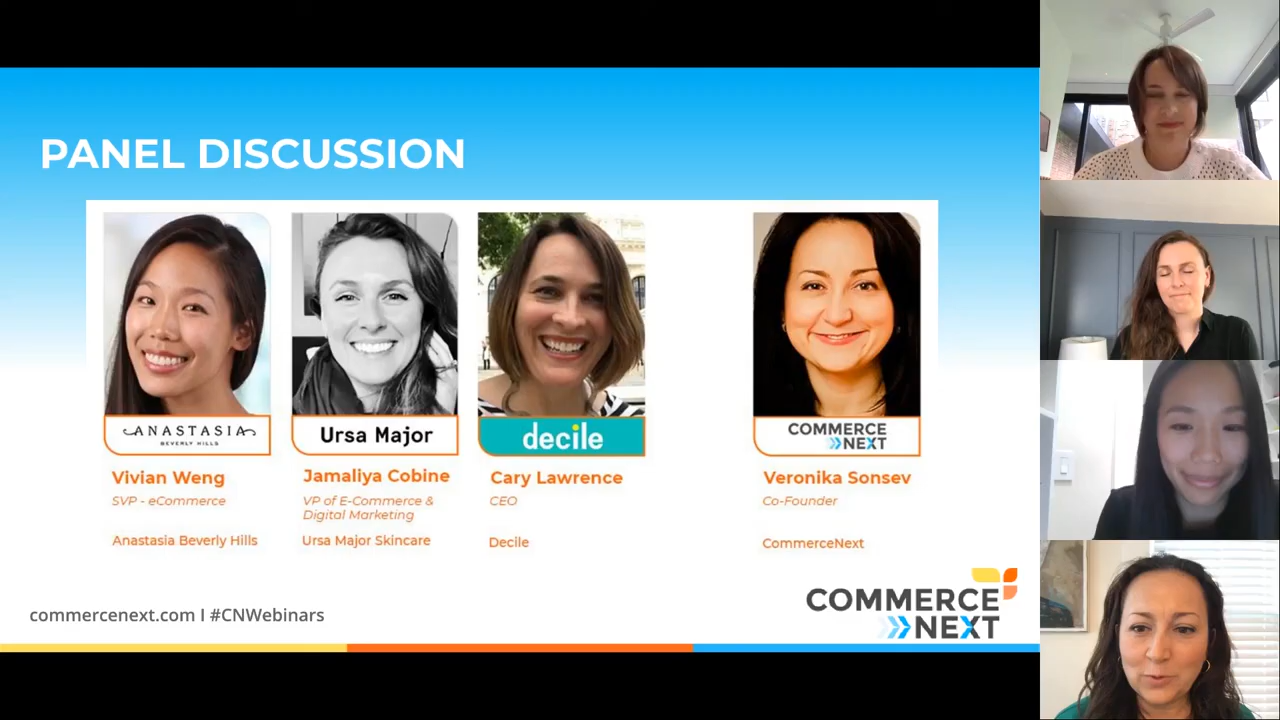 PANEL DISCUSSION
ANASTASIA
BEVERLY HILLS
Ursa Major
decile
COMMERCE
NEXT
Vivian Weng
SVP - eCommerce
Anastasia Beverly Hills
Jamaliya Cobine
VP of E-Commerce &
Digital Marketing
Ursa Major Skincare
Cary Lawrence
CEO
Decile
Veronika Sonsev
Co-Founder
CommerceNext
commercenext.com I #CNWebinars
COMMERCE
NEXT